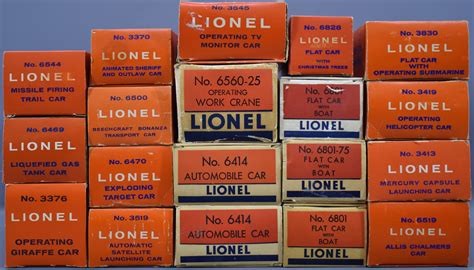 No. 6544
LIONEL
MISSILE FIRING
TRAIL CAR
No. 6469
LIONEL
LIQUEFIED GAS
TANK CAR
No. 3376
LIONEL
OPERATING
GIRAFFE CAR
No. 3370
LIONEL
ANIMATED SHERIFF
AND OUTLAW CAR
No. 6500
LIONEL
BEECHCRAFT BONANZA
TRANSPORT CAR
No. 6470
LIONEL
EXPLODING
TARGET CAR
No. 3519
LIONEL
AUTOMATIC
SATELLITE
LAUNCHING CAR
No. 3545
LIONEL
OPERATING TV
MONITOR CAR
No. 6560-25
OPERATING
WORK CRANE
LIONEL
No. 6414
AUTOMOBILE CAR
LIONEL
No. 6414
AUTOMOBILE CAR
LIONEL
No. 6826
LIONEL
FLAT CAR
WITH
CHRISTMAS TREES
No.
FLAT CAR
with
BOAT
LIONEL
No. 6801-75
FLAT CAR
with
BOAT
LIONEL
No. 6801
FLAT CAR
with
BOAT
LIONEL
No. 3830
LIONEL
FLAT CAR
WITH
OPERATING SUBMARINE
No. 3419
LIONEL
OPERATING
HELICOPTER CAR
No. 3413
LIONEL
MERCURY CAPSULE
LAUNCHING CAR
No. 6519
LIONEL
ALLIS CHALMERS
CAR